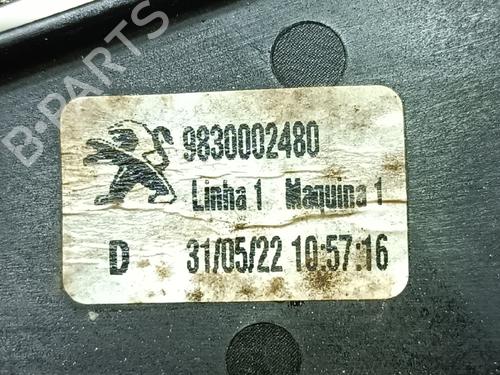 B-PARTS
9830002480
Linha 1 Maquina 1
D 31/05/22 10:57:16